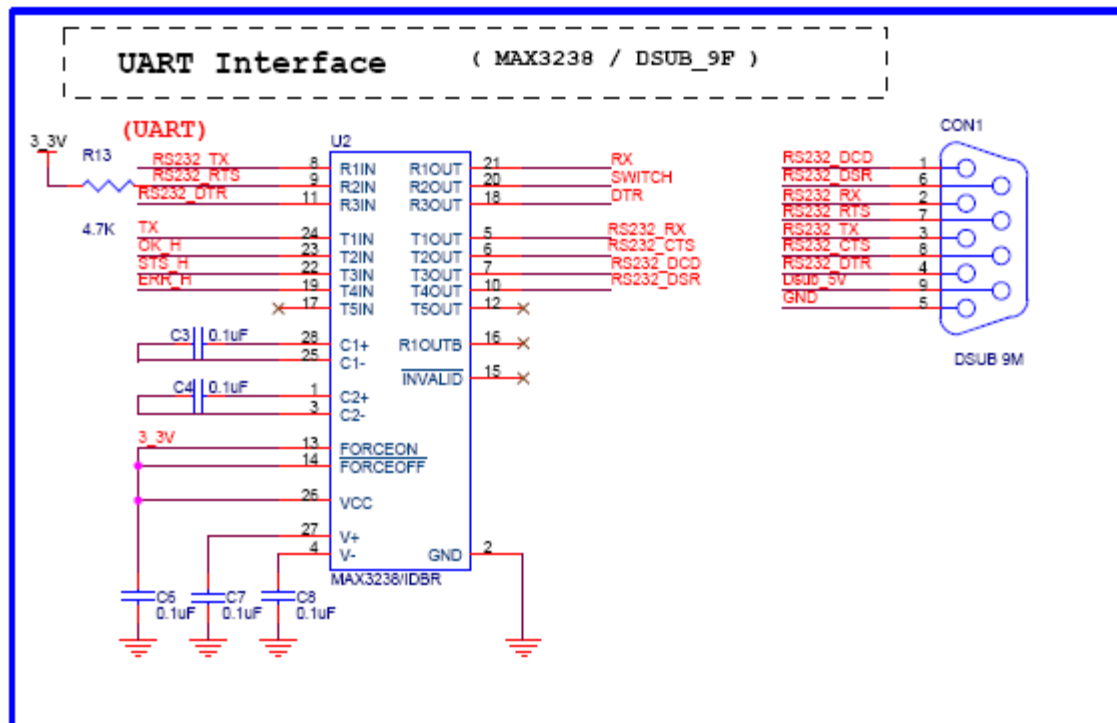 UART Interface ( MAX3238 / DSUB_9F )
(UART)
3_3V
R13
4.7K
U2
RS232_TX 8 R1IN R1OUT 21 RX
RS232_RTS 9 R2IN R2OUT 20 SWITCH
RS232_DTR 11 R3IN R3OUT 18 DTR
TX 24 T1IN T1OUT 5 RS232_RX
OK_H 23 T2IN T2OUT 6 RS232_CTS
STS_H 22 T3IN T3OUT 7 RS232_DCD
ERR_H 19 T4IN T4OUT 10 RS232_DSR
17 T5IN T5OUT 12
C3 0.1uF 28 C1+ R1OUTB 16
25 C1-
INVALID 15
C4 0.1uF 1 C2+
3 C2-
3_3V 13 FORCEON
14 FORCEOFF
26 VCC
27 V+
4 V- GND 2
MAX3238/IDBR
C6 0.1uF
C7 0.1uF
C8 0.1uF
CON1
RS232_DCD 1
RS232_DSR 6
RS232_RX 2
RS232_RTS 7
RS232_TX 3
RS232_CTS 8
RS232_DTR 4
Dsub_5V 9
GND 5
DSUB 9M